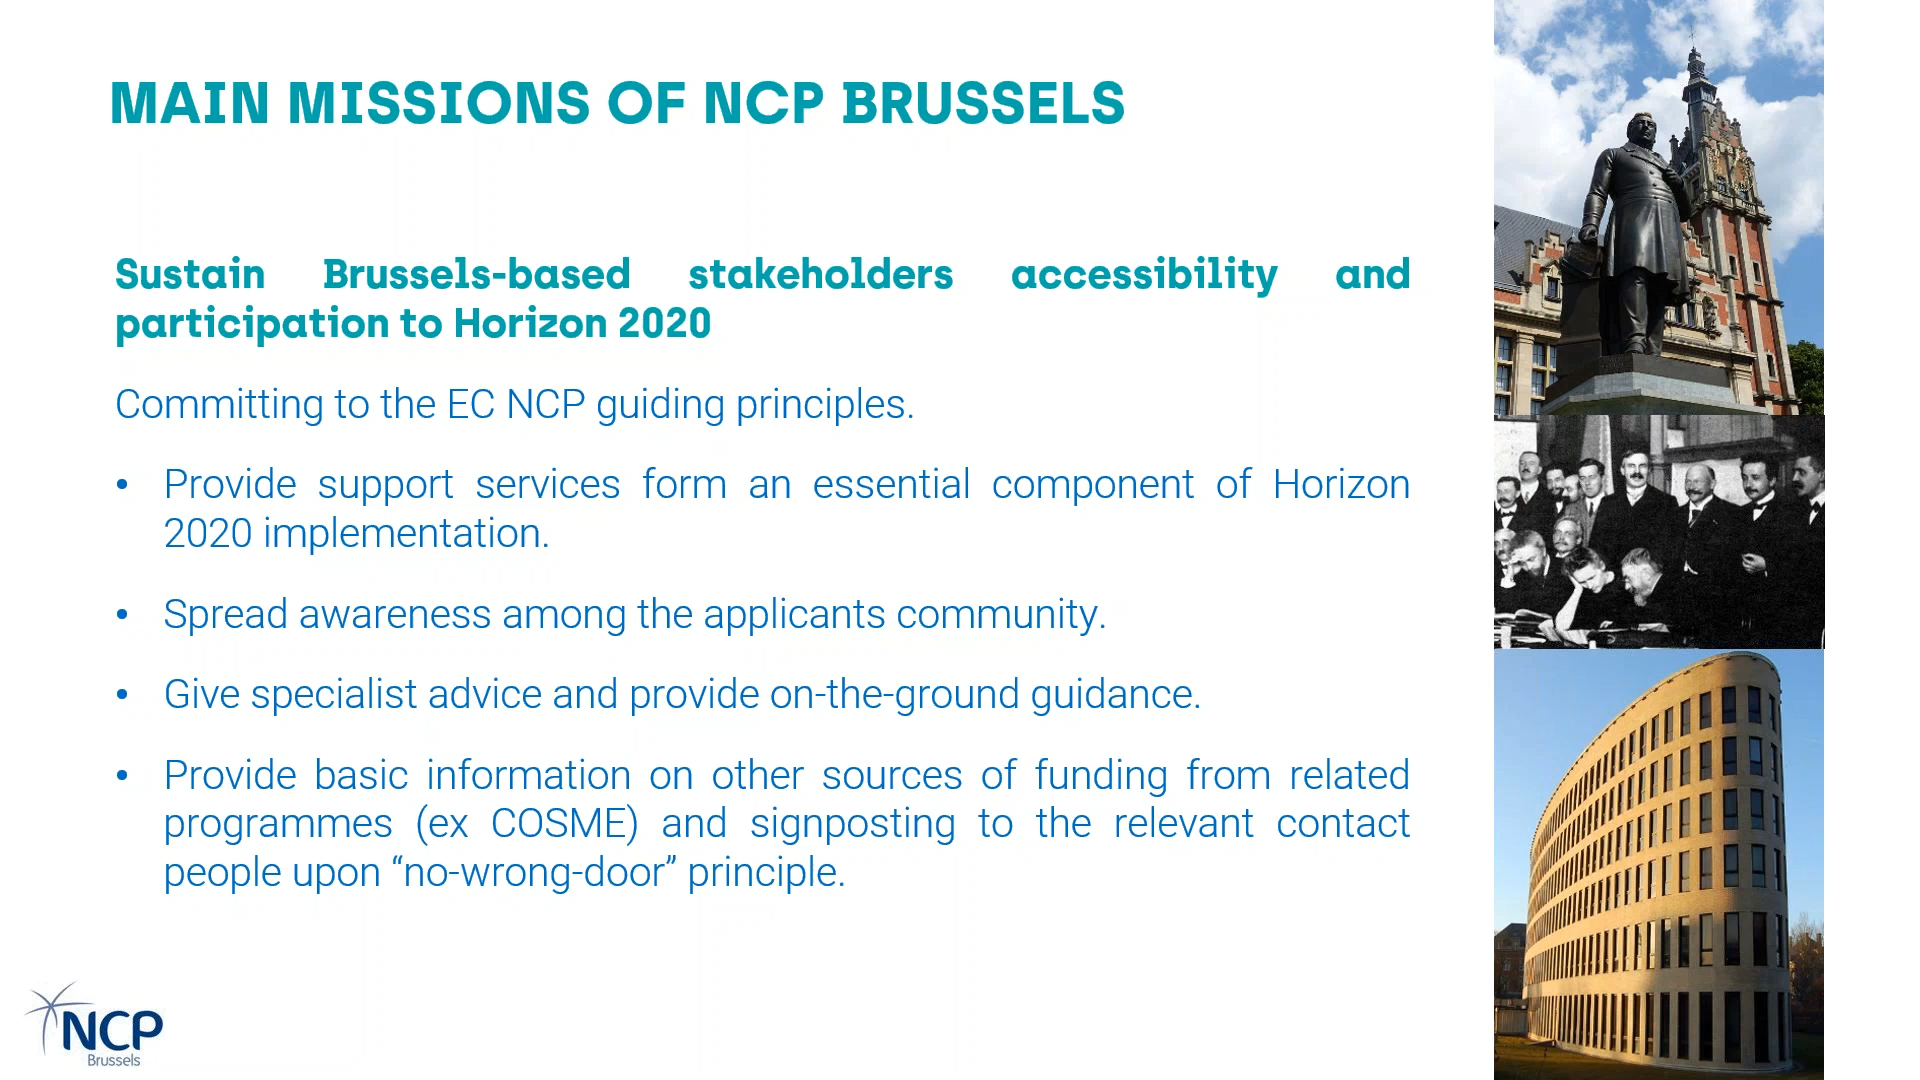 MAIN MISSIONS OF NCP BRUSSELS
Sustain Brussels-based stakeholders accessibility and
participation to Horizon 2020
Committing to the EC NCP guiding principles.
• Provide support services form an essential component of Horizon
2020 implementation.
• Spread awareness among the applicants community.
• Give specialist advice and provide on-the-ground guidance.
• Provide basic information on other sources of funding from related
programmes (ex COSME) and signposting to the relevant contact
people upon “no-wrong-door” principle.
NCP
Brussels